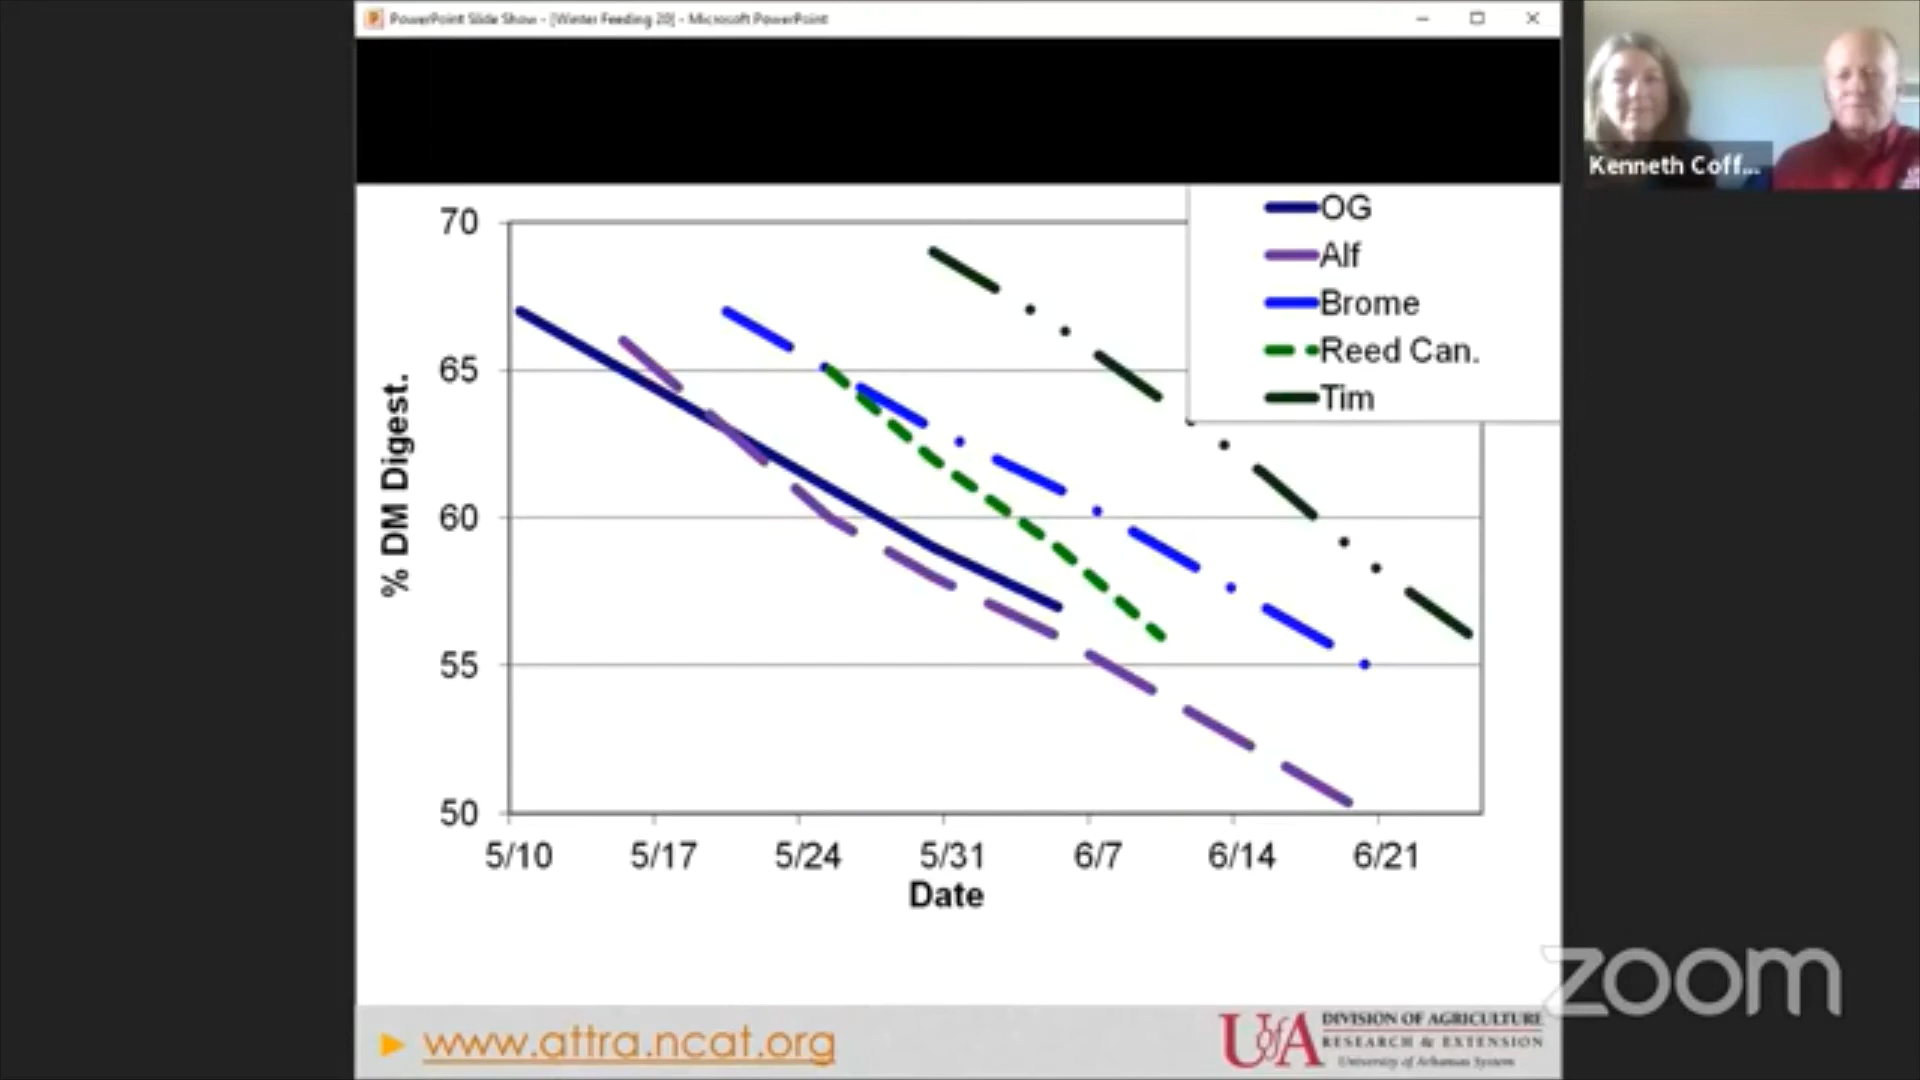 PowerPoint Slide Show - [Winter Feeding 20] - Microsoft PowerPoint
Kenneth Coff...
OG
Alf
Brome
Reed Can.
Tim
70
65
60
55
50
% DM Digest.
5/10 5/17 5/24 5/31 6/7 6/14 6/21
Date
www.attra.ncat.org
UofA
DIVISION OF AGRICULTURE
RESEARCH & EXTENSION
University of Arkansas System
zoom